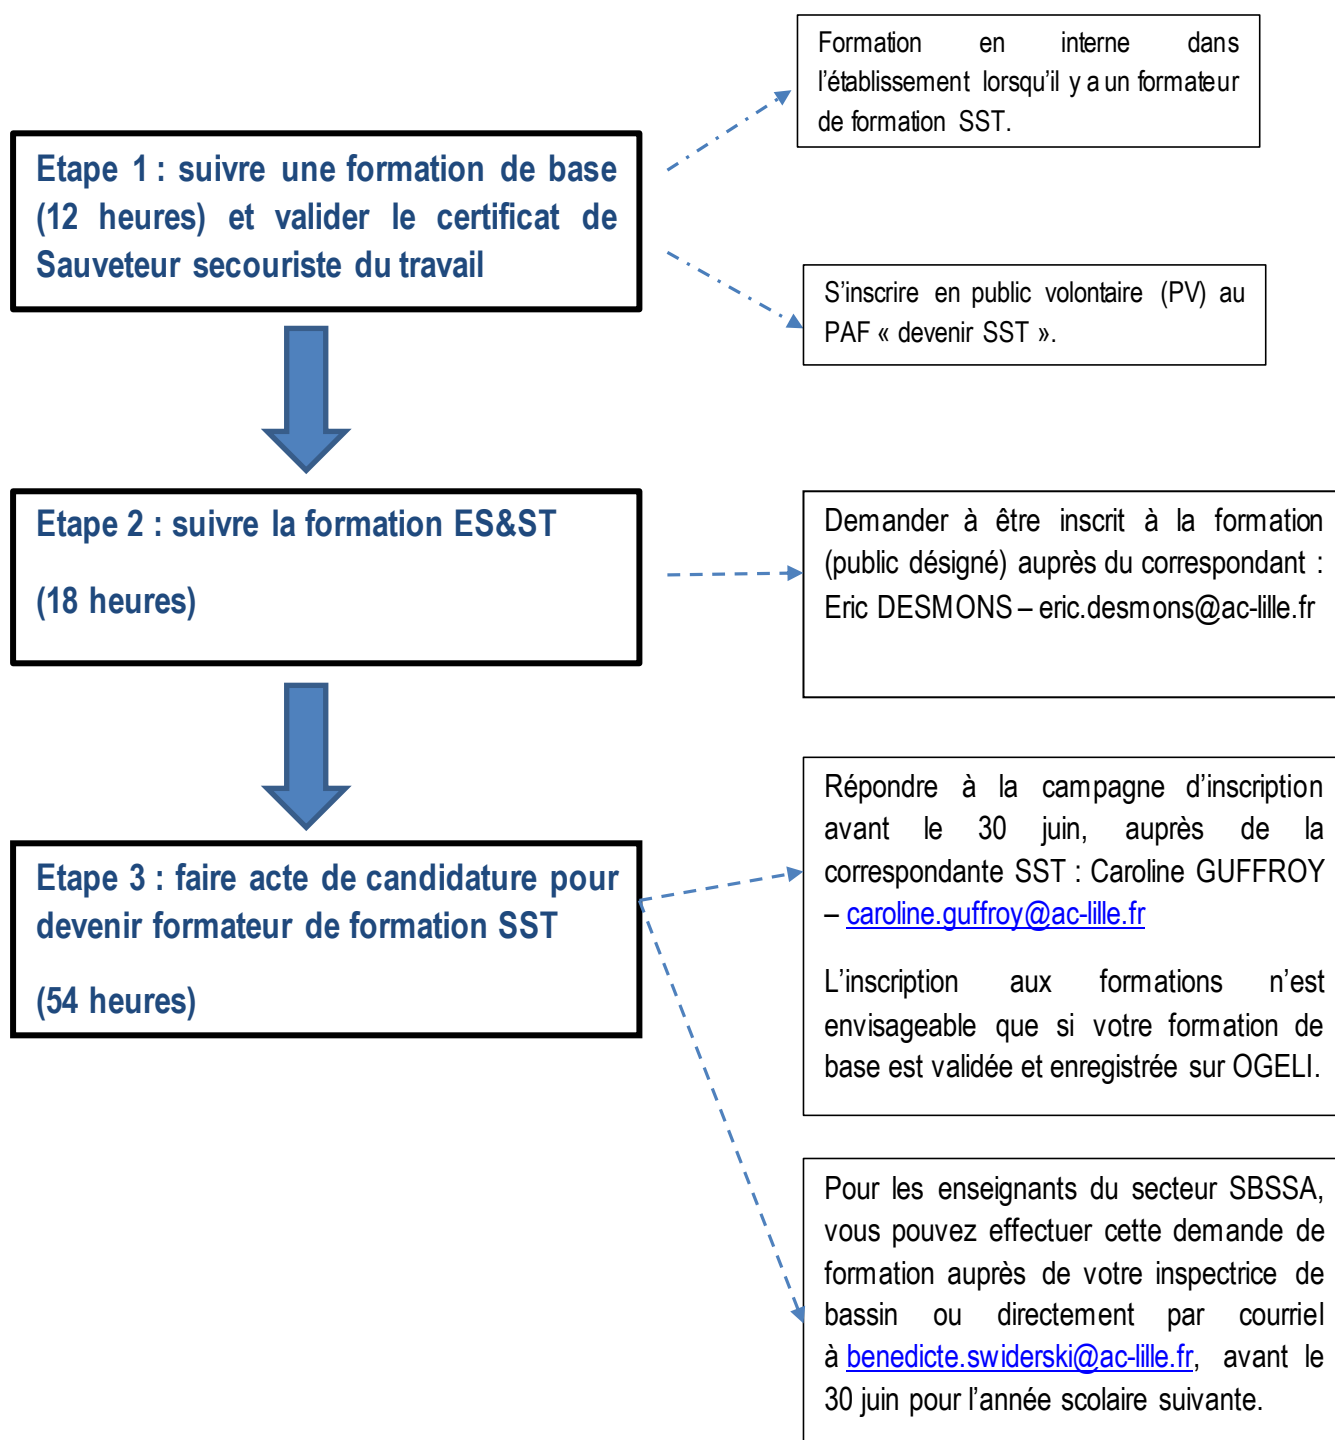 Formation en interne dans
l'établissement lorsqu'il y a un formateur
de formation SST.
Etape 1 : suivre une formation de base
(12 heures) et valider le certificat de
Sauveteur secouriste du travail
S'inscrire en public volontaire (PV) au
PAF « devenir SST ».
Etape 2 : suivre la formation ES&ST
(18 heures)
Demander à être inscrit à la formation
(public désigné) auprès du correspondant :
Eric DESMONS – eric.desmons@ac-lille.fr
Etape 3 : faire acte de candidature pour
devenir formateur de formation SST
(54 heures)
Répondre à la campagne d'inscription
avant le 30 juin, auprès de la
correspondante SST : Caroline GUFFROY
– caroline.guffroy@ac-lille.fr
L'inscription aux formations n'est
envisageable que si votre formation de
base est validée et enregistrée sur OGELI.
Pour les enseignants du secteur SBSSA,
vous pouvez effectuer cette demande de
formation auprès de votre inspectrice de
bassin ou directement par courriel
à benedicte.swiderski@ac-lille.fr, avant le
30 juin pour l'année scolaire suivante.